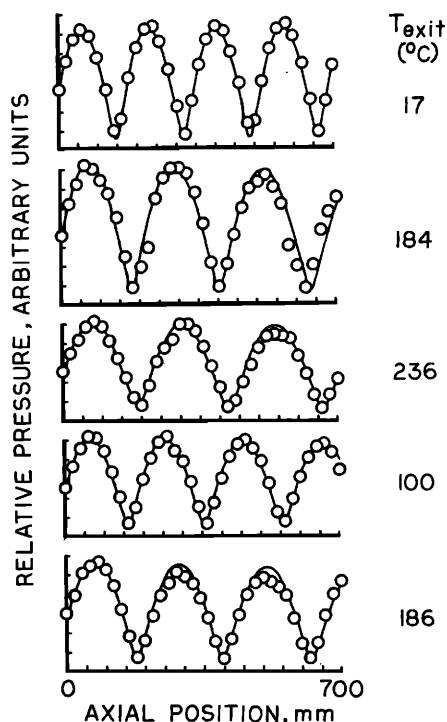 T exit
(°C)
17
184
236
100
186
RELATIVE PRESSURE, ARBITRARY UNITS
0 700
AXIAL POSITION, mm